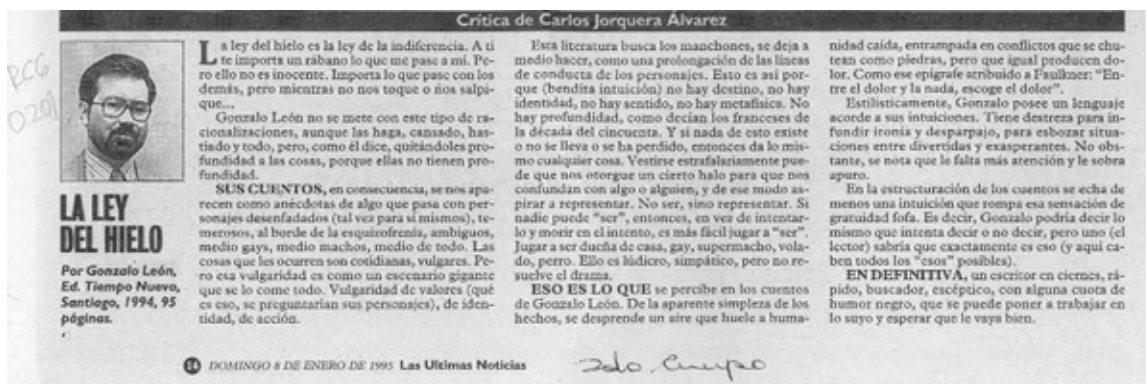 Crítica de Carlos Jorquera Álvarez
RCG
0201
LA LEY
DEL HIELO
Por Gonzalo León,
Ed. Tiempo Nuevo,
Santiago, 1994, 95
páginas.
La ley del hielo es la ley de la indiferencia. A ti
te importa un rábano lo que me pase a mí. Pe-
ro ello no es inocente. Importa lo que pase con los
demás, pero mientras no nos toque o nos salpi-
que...
Gonzalo León no se mete con este tipo de ra-
cionalizaciones, aunque las haga, cansado, has-
tiado y todo, pero, como él dice, quitándoles pro-
fundidad a las cosas, porque ellas no tienen pro-
fundidad.
SUS CUENTOS, en consecuencia, se nos apa-
recen como anécdotas de algo que pasa con per-
sonajes desenfadados (tal vez para sí mismos), te-
merosos, al borde de la esquizofrenia, ambiguos,
medio gays, medio machos, medio de todo. Las
cosas que les ocurren son cotidianas, vulgares. Pe-
ro esa vulgaridad es como un escenario gigante
que se lo come todo. Vulgaridad de valores (qué
es eso, se preguntarían sus personajes), de iden-
tidad, de acción.
Esta literatura busca los manchones, se deja a
medio hacer, como una prolongación de las líneas
de conducta de los personajes. Esto es así por-
que (bendita intuición) no hay destino, no hay
identidad, no hay sentido, no hay metafísica. No
hay profundidad, como decían los franceses de
la década del cincuenta. Y si nada de esto existe
o no se lleva o se ha perdido, entonces da lo mis-
mo cualquier cosa. Vestirse estrafalariamente pue-
de que nos otorgue un cierto halo para que nos
confundan con algo o alguien, y de ese modo as-
pirar a representar. No ser, sino representar. Si
nadie puede "ser", entonces, en vez de intentar-
lo y morir en el intento, es más fácil jugar a "ser".
Jugar a ser dueña de casa, gay, supermacho, vola-
do, perro. Ello es lúdicro, simpático, pero no re-
suelve el drama.
ESO ES LO QUE se percibe en los cuentos
de Gonzalo León. De la aparente simpleza de los
hechos, se desprende un aire que huele a huma-
nidad caída, entrampada en conflictos que se chu-
tean como piedras, pero que igual producen do-
lor. Como ese epígrafe atribuido a Faulkner: "En-
tre el dolor y la nada, escoge el dolor".
Estilísticamente, Gonzalo posee un lenguaje
acorde a sus intuiciones. Tiene destreza para in-
fundir ironía y desparpajo, para esbozar situa-
ciones entre divertidas y exasperantes. No obs-
tante, se nota que le falta más atención y le sobra
apuro.
En la estructuración de los cuentos se echa de
menos una intuición que rompa esa sensación de
gratuidad fofa. Es decir, Gonzalo podría decir lo
mismo que intenta decir o no decir, pero uno (el
lector) sabría que exactamente es eso (y aquí ca-
ben todos los "esos" posibles).
EN DEFINITIVA, un escritor en ciernes, rá-
pido, buscador, escéptico, con alguna cuota de
humor negro, que se puede poner a trabajar en
lo suyo y esperar que le vaya bien.
DOMINGO 8 DE ENERO DE 1995 Las Ultimas Noticias